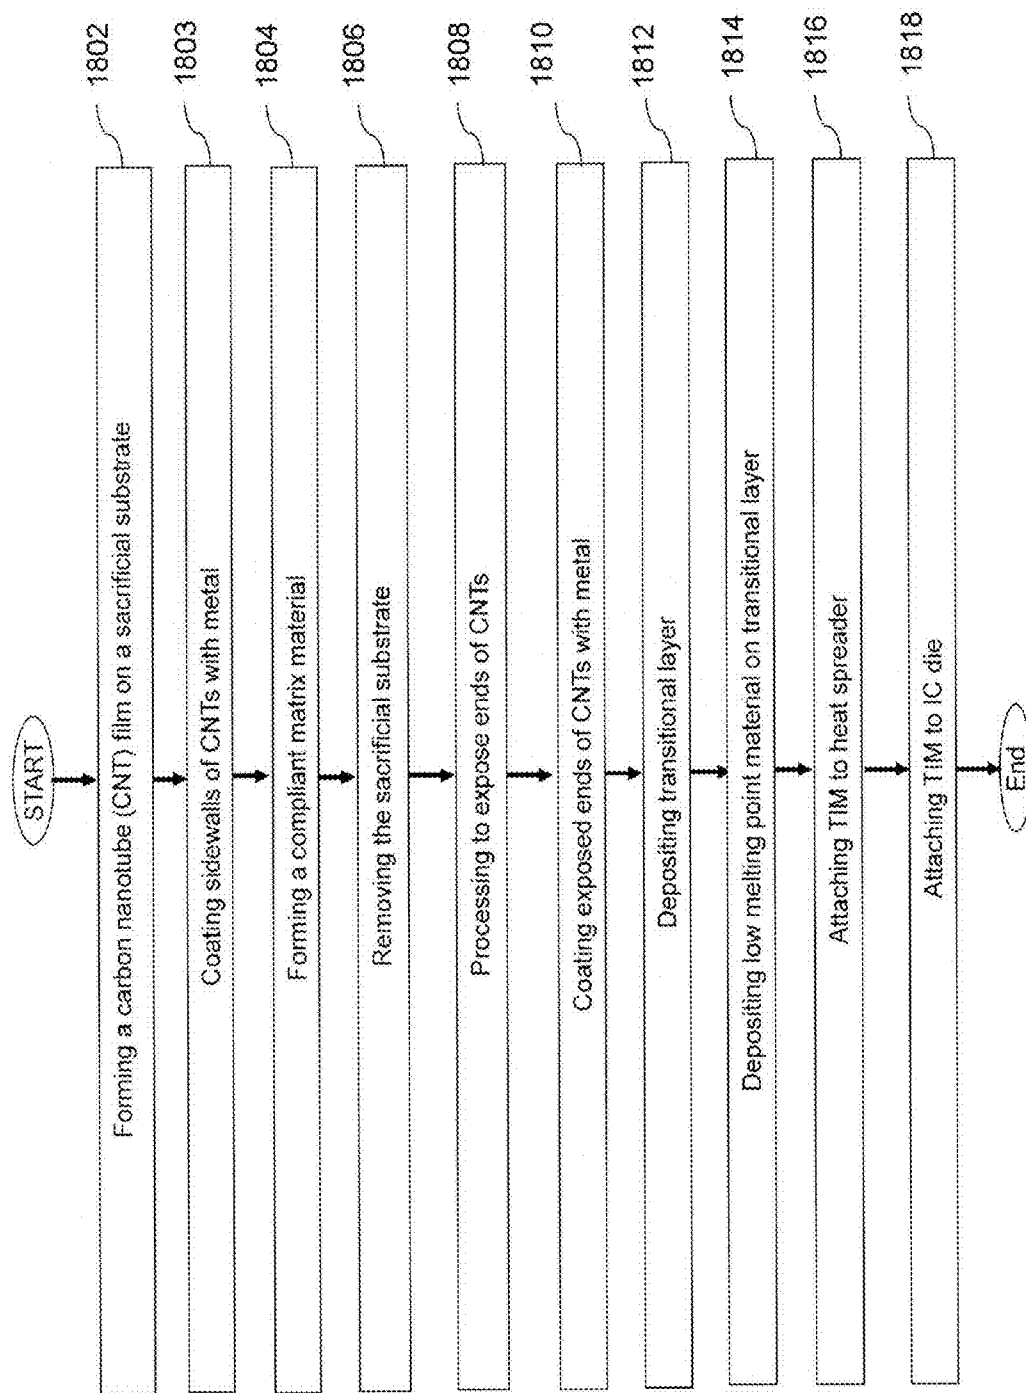 START
Forming a carbon nanotube (CNT) film on a sacrificial substrate
1802
Coating sidewalls of CNTs with metal
1803
Forming a compliant matrix material
1804
Removing the sacrificial substrate
1806
Processing to expose ends of CNTs
1808
Coating exposed ends of CNTs with metal
1810
Depositing transitional layer
1812
Depositing low melting point material on transitional layer
1814
Attaching TIM to heat spreader
1816
Attaching TIM to IC die
1818
End